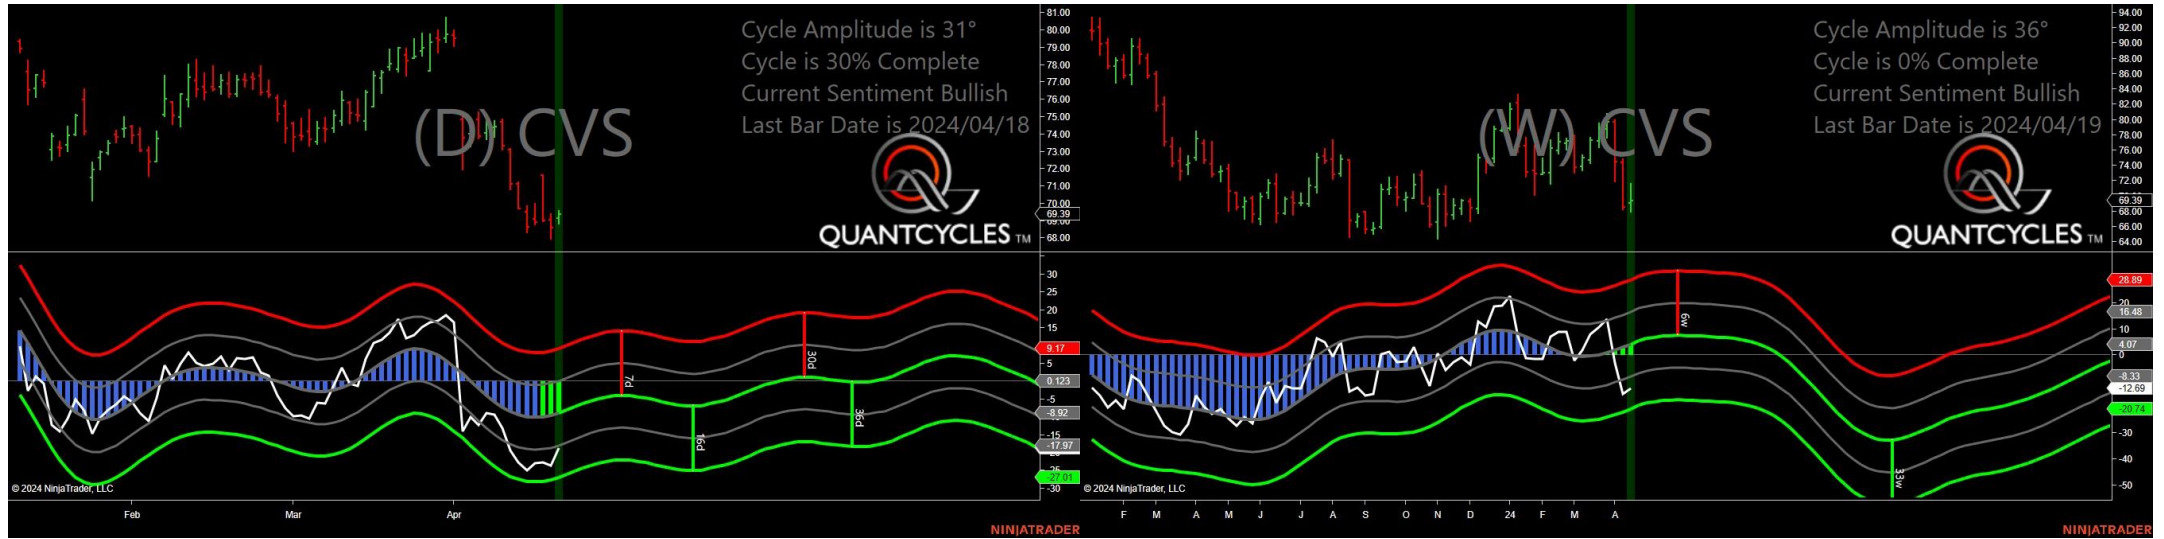 Cycle Amplitude is 31°
Cycle is 30% Complete
Current Sentiment Bullish
Last Bar Date is 2024/04/18
(D) CVS
QUANTCYCLES TM
81.00
80.00
79.00
78.00
77.00
76.00
75.00
74.00
73.00
72.00
71.00
70.00
69.39
68.00
30
25
20
15
9.17
5
0.123
-5
-8.92
-15
-17.97
-27.01
-30
7d
16d
30d
36d
© 2024 NinjaTrader, LLC
Feb
Mar
Apr
NINJATRADER
Cycle Amplitude is 36°
Cycle is 0% Complete
Current Sentiment Bullish
Last Bar Date is 2024/04/19
(W) CVS
QUANTCYCLES TM
94.00
92.00
90.00
88.00
86.00
84.00
82.00
80.00
78.00
76.00
74.00
72.00
69.39
68.00
66.00
64.00
28.89
20
16.48
10
4.07
0
-8.33
-12.69
-20.74
-30
-40
-50
6w
33w
© 2024 NinjaTrader, LLC
F
M
A
M
J
J
A
S
O
N
D
24
F
M
A
NINJATRADER